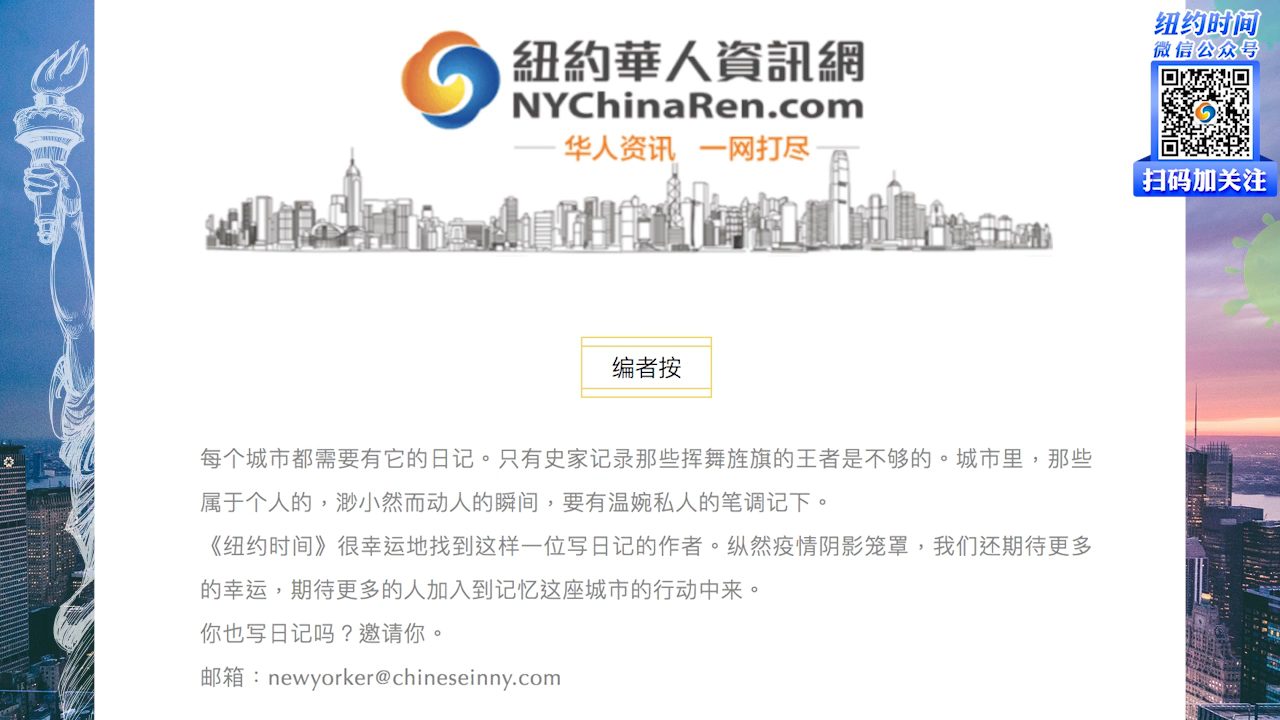 紐約華人資訊網
NYChinaRen.com
华人资讯 一网打尽
纽约时间
微信公众号
扫码加关注
编者按
每个城市都需要有它的日记。只有史家记录那些挥舞旌旗的王者是不够的。城市里，那些
属于个人的，渺小然而动人的瞬间，要有温婉私人的笔调记下。
《纽约时间》很幸运地找到这样一位写日记的作者。纵然疫情阴影笼罩，我们还期待更多
的幸运，期待更多的人加入到记忆这座城市的行动中来。
你也写日记吗？邀请你。
邮箱：newyorker@chineseinny.com